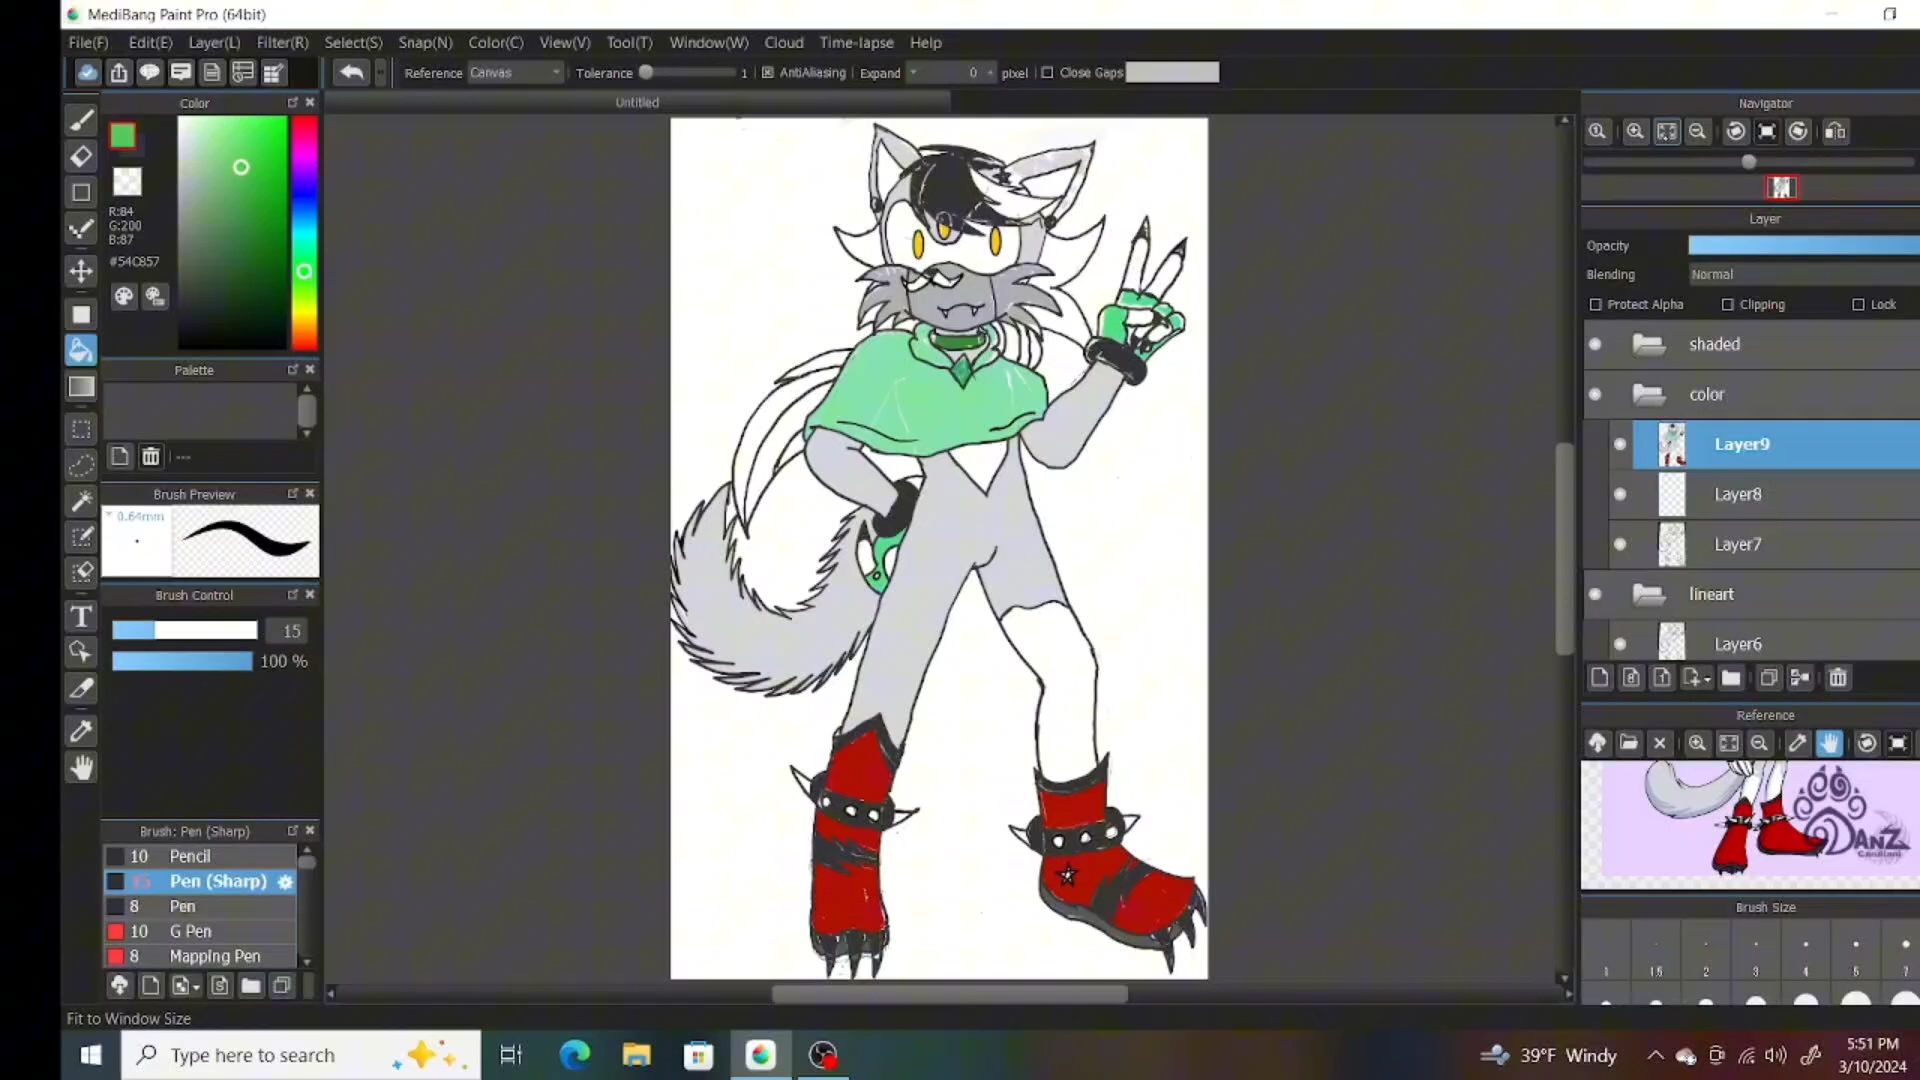 MediBang Paint Pro (64bit)
File(F) Edit(E) Layer(L) Filter(R) Select(S) Snap(N) Color(C) View(V) Tool(T) Window(W) Cloud Time-lapse Help
Reference Canvas Tolerance 1 AntiAliasing Expand 0 pixel Close Gaps
Color
Untitled
Navigator
R:84
G:200
B:87
#54C857
Layer
Opacity
Blending Normal
Protect Alpha Clipping Lock
shaded
color
Layer9
Layer8
Layer7
lineart
Layer6
Palette
---
Brush Preview
0.64mm
Brush Control
15
100 %
Reference
DANZ
Brush: Pen (Sharp)
10 Pencil
15 Pen (Sharp)
8 Pen
10 G Pen
8 Mapping Pen
Brush Size
1 1.5 2 3 4 5 7
Fit to Window Size
Type here to search
39°F Windy
5:51 PM
3/10/2024